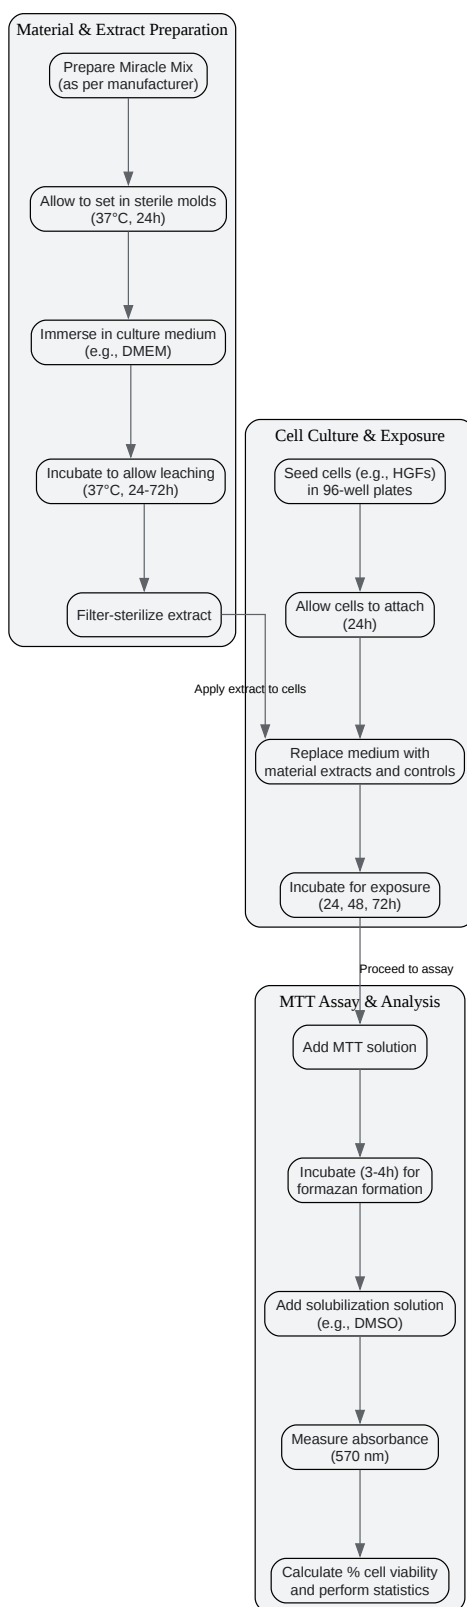 Material & Extract Preparation
Prepare Miracle Mix
(as per manufacturer)
Allow to set in sterile molds
(37°C, 24h)
Immerse in culture medium
(e.g., DMEM)
Incubate to allow leaching
(37°C, 24-72h)
Filter-sterilize extract
Apply extract to cells
Cell Culture & Exposure
Seed cells (e.g., HGFs)
in 96-well plates
Allow cells to attach
(24h)
Replace medium with
material extracts and controls
Incubate for exposure
(24, 48, 72h)
Proceed to assay
MTT Assay & Analysis
Add MTT solution
Incubate (3-4h) for
formazan formation
Add solubilization solution
(e.g., DMSO)
Measure absorbance
(570 nm)
Calculate % cell viability
and perform statistics